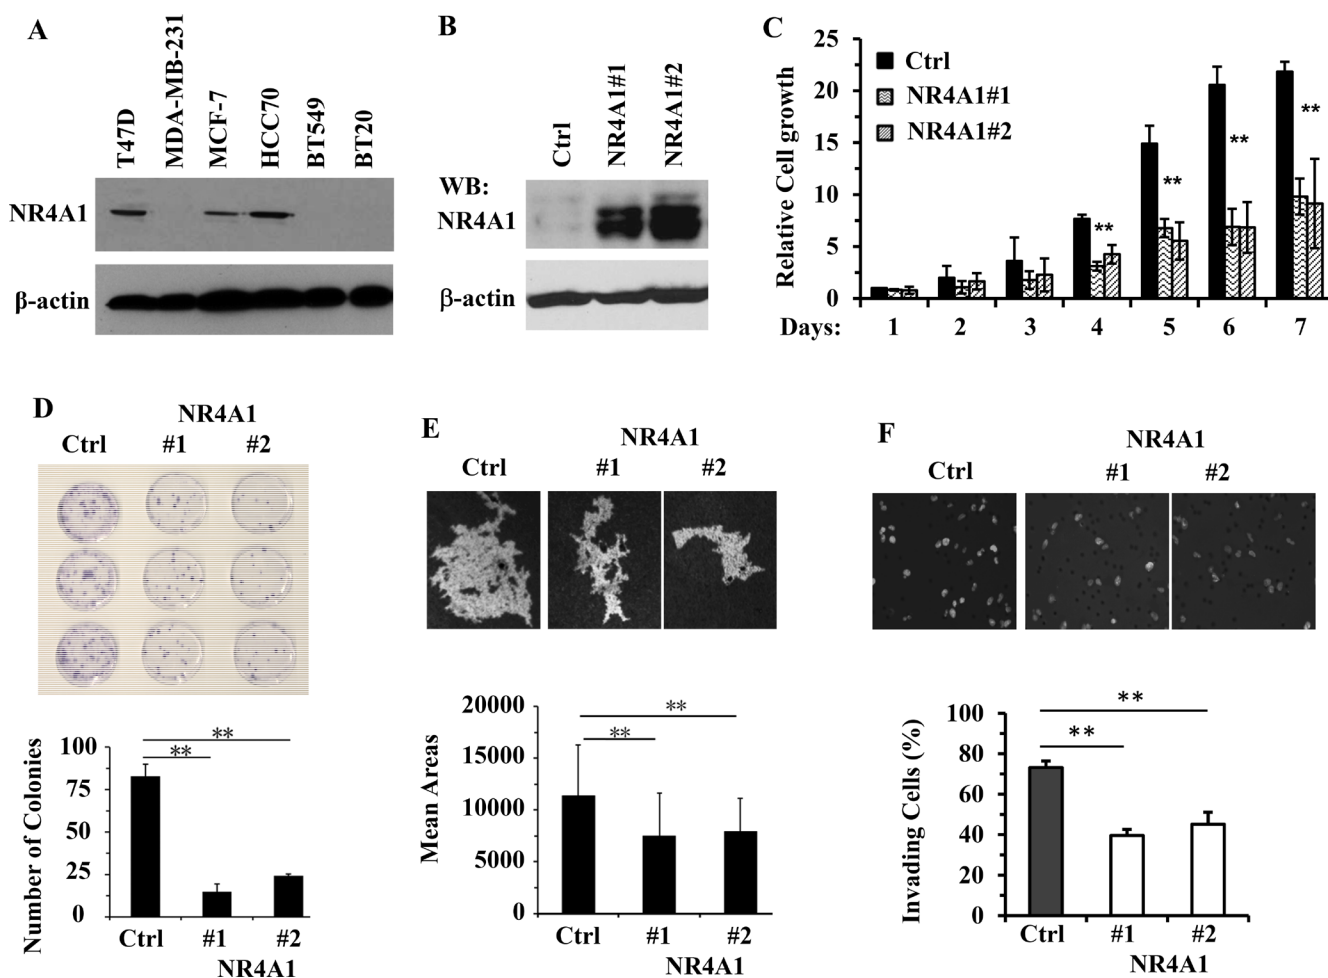 A
T47D
MDA-MB-231
MCF-7
HCC70
BT549
BT20
NR4A1
β-actin
B
Ctrl
NR4A1#1
NR4A1#2
WB:
NR4A1
β-actin
C
Relative Cell growth
25
20
15
10
5
0
Ctrl
NR4A1#1
NR4A1#2
**
**
**
**
Days: 1 2 3 4 5 6 7
D
NR4A1
Ctrl #1 #2
Number of Colonies
100
75
50
25
0
**
**
Ctrl #1 #2
NR4A1
E
NR4A1
Ctrl #1 #2
Mean Areas
20000
15000
10000
5000
0
**
**
Ctrl #1 #2
NR4A1
F
NR4A1
Ctrl #1 #2
Invading Cells (%)
100
80
60
40
20
0
**
**
Ctrl #1 #2
NR4A1